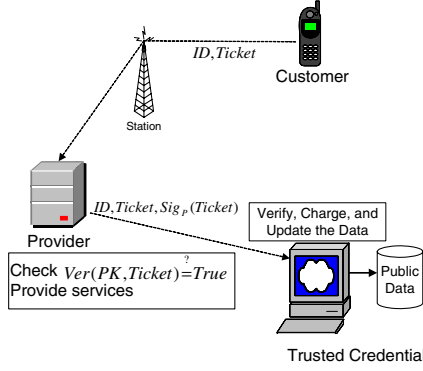 ID,Ticket
Customer
Station
ID,Ticket,Sig_P(Ticket)
Verify, Charge, and
Update the Data
Provider
Check Ver(PK,Ticket)=?True
Provide services
Public
Data
Trusted Credential